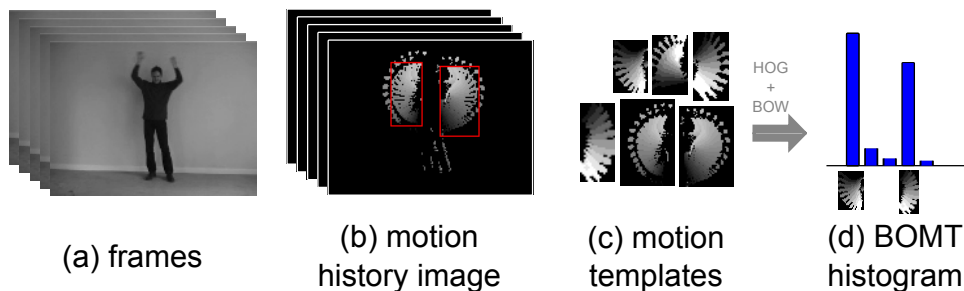 HOG
+
BOW
(a) frames
(b) motion
history image
(c) motion
templates
(d) BOMT
histogram